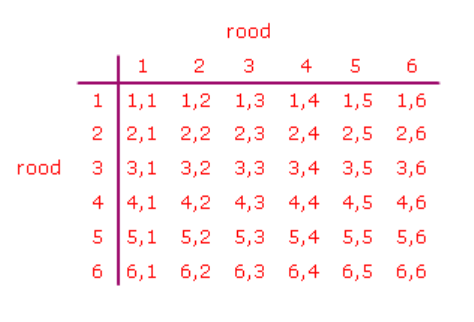 rood
1 2 3 4 5 6
1 1,1 1,2 1,3 1,4 1,5 1,6
2 2,1 2,2 2,3 2,4 2,5 2,6
rood 3 3,1 3,2 3,3 3,4 3,5 3,6
4 4,1 4,2 4,3 4,4 4,5 4,6
5 5,1 5,2 5,3 5,4 5,5 5,6
6 6,1 6,2 6,3 6,4 6,5 6,6